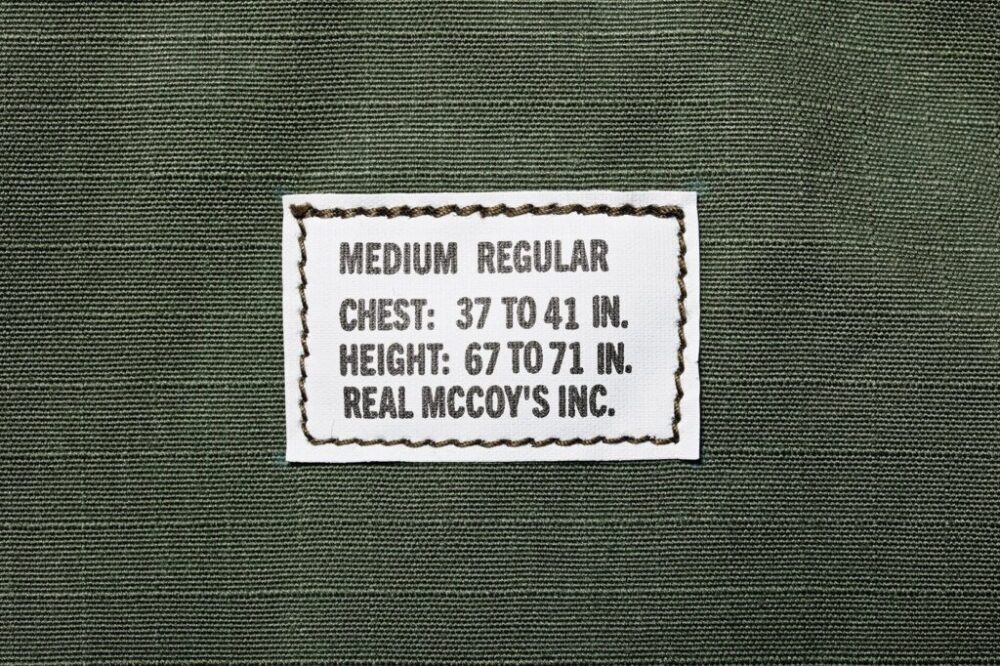 MEDIUM REGULAR
CHEST: 37 TO 41 IN.
HEIGHT: 67 TO 71 IN.
REAL MCCOY'S INC.